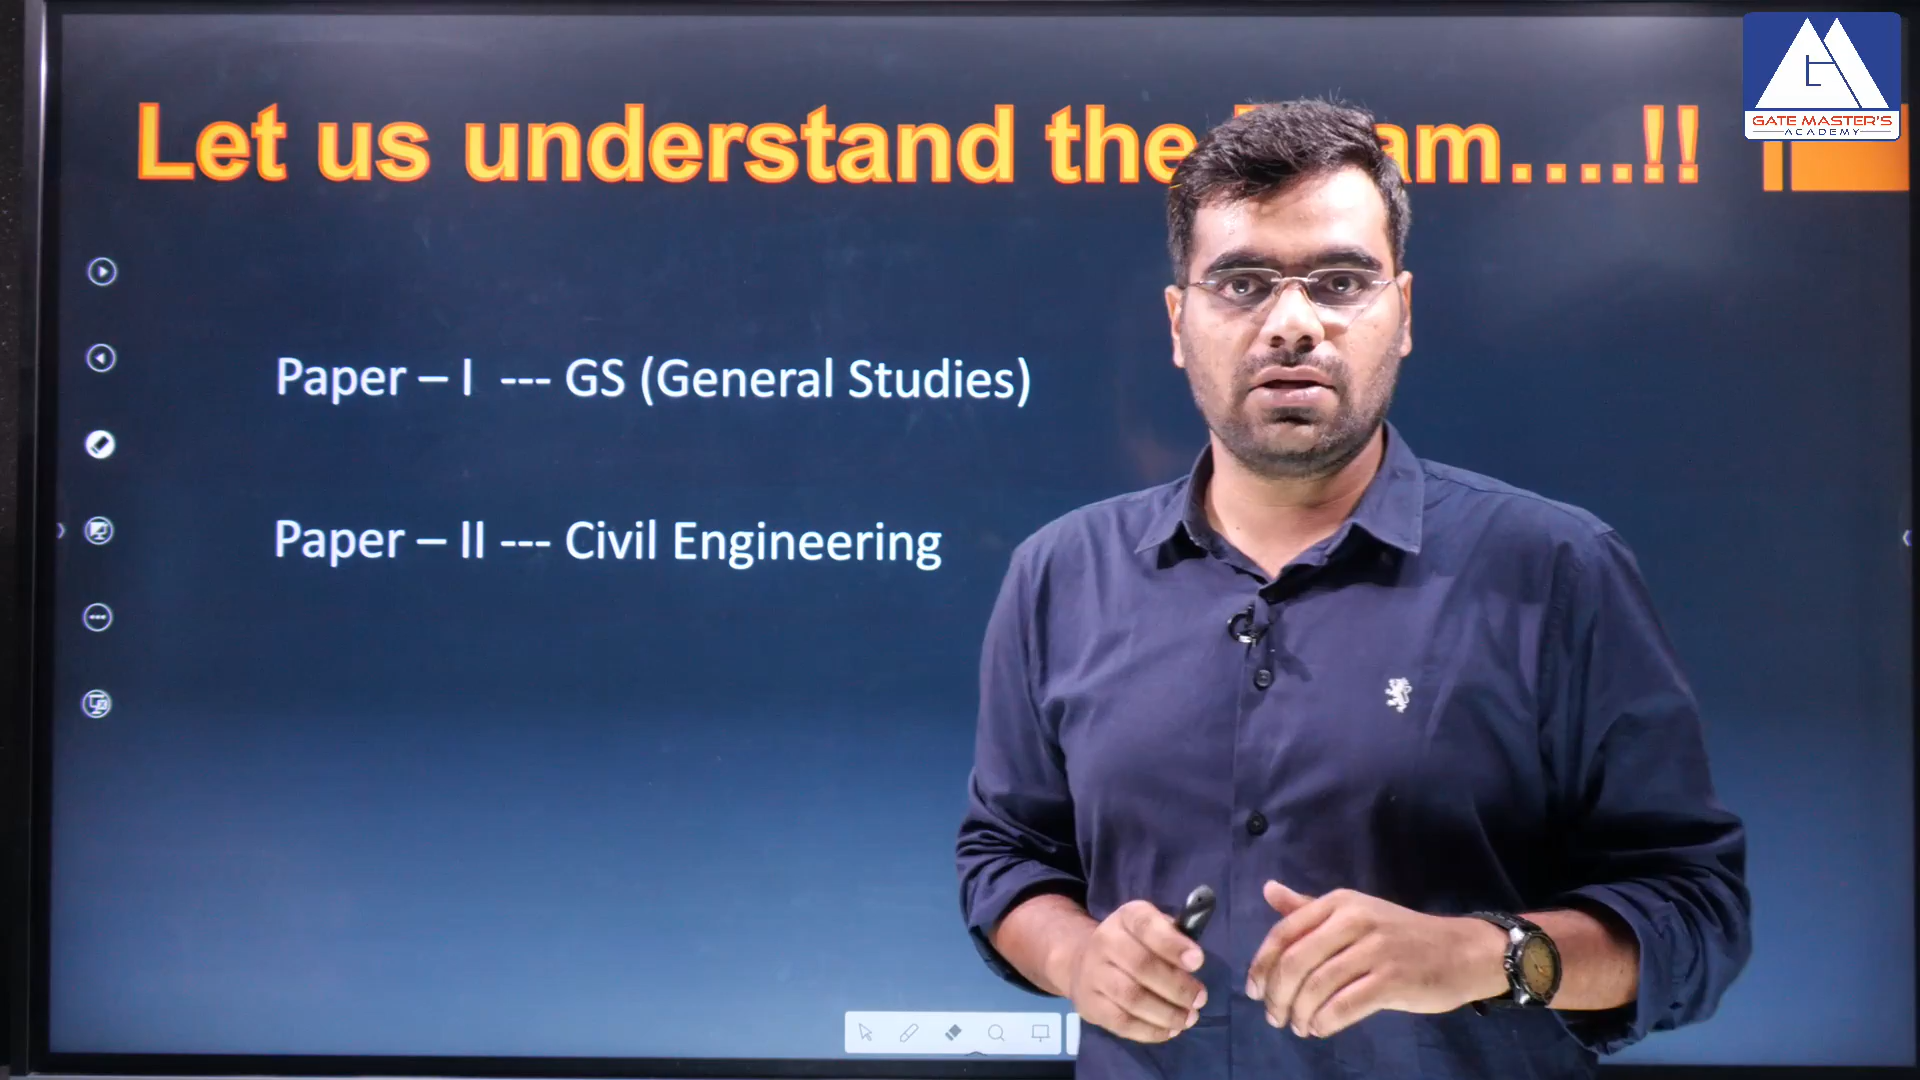 Let us understand the am....!!
GATE MASTER'S
ACADEMY
Paper – I --- GS (General Studies)
Paper – II --- Civil Engineering